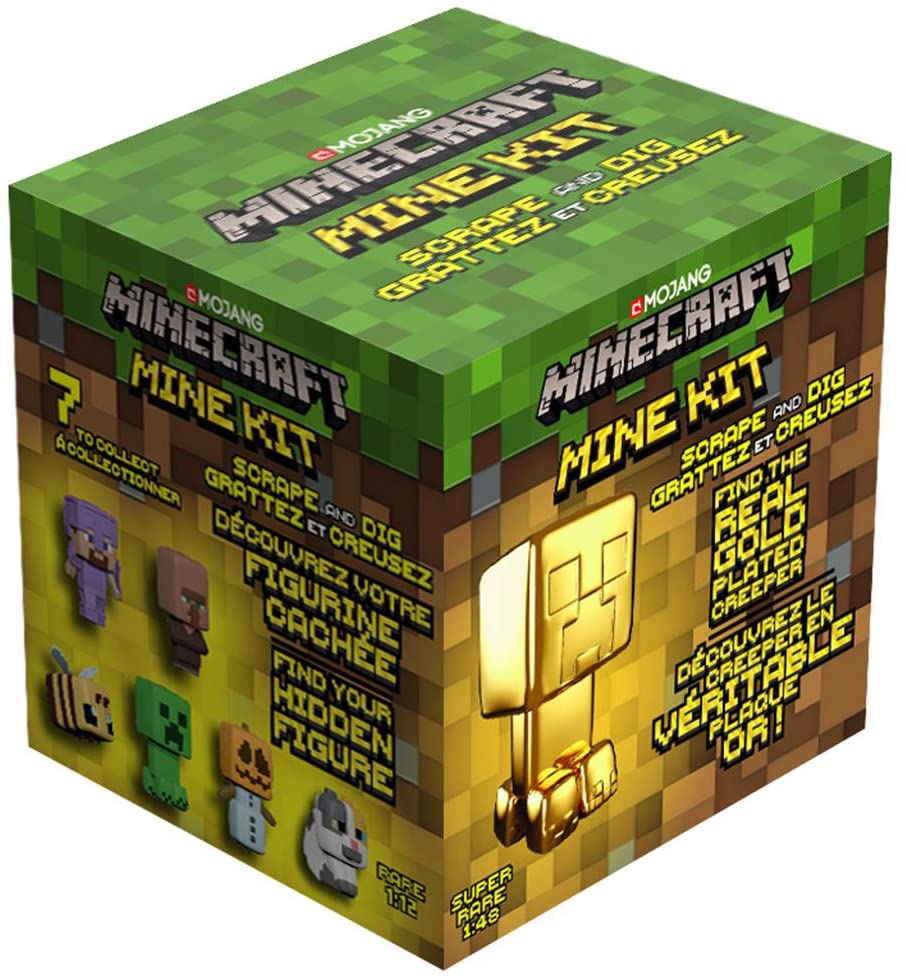 MOJANG
MINECRAFT
MINE KIT
SCRAPE AND DIG
GRATTEZ ET CREUSEZ
MOJANG
MINECRAFT
MINE KIT
7
TO COLLECT
À COLLECTIONNER
SCRAPE AND DIG
GRATTEZ ET CREUSEZ
DÉCOUVREZ VOTRE
FIGURINE
CACHÉE
FIND YOUR
HIDDEN
FIGURE
RARE
1:12
MOJANG
MINECRAFT
MINE KIT
SCRAPE AND DIG
GRATTEZ ET CREUSEZ
FIND THE
REAL
GOLD
PLATED
CREEPER
DÉCOUVREZ LE
CREEPER EN
VÉRITABLE
PLAQUE
OR!
SUPER
RARE
1:48